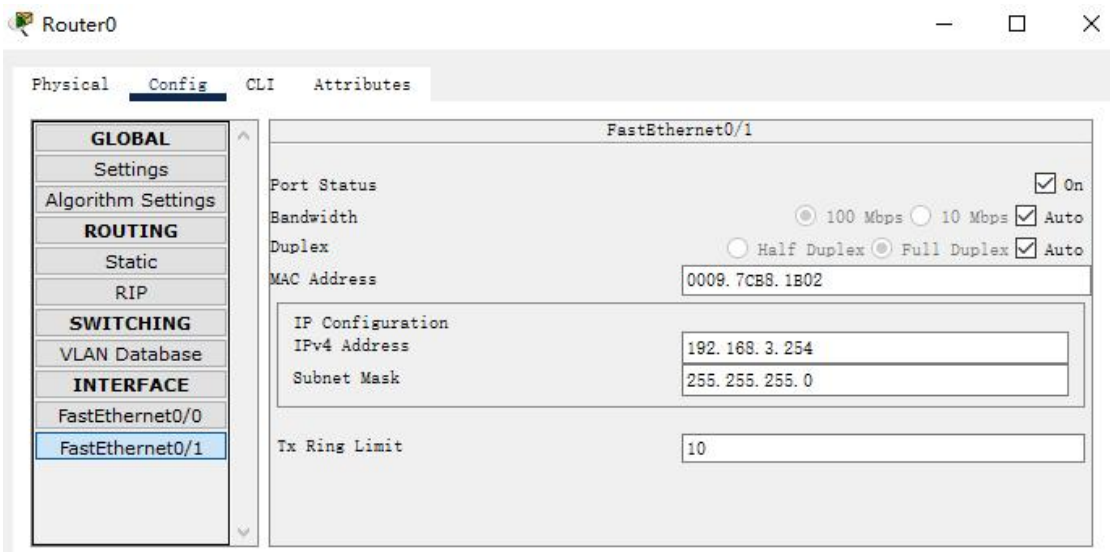 Router0
Physical Config CLI Attributes
GLOBAL
Settings
Algorithm Settings
ROUTING
Static
RIP
SWITCHING
VLAN Database
INTERFACE
FastEthernet0/0
FastEthernet0/1
FastEthernet0/1
Port Status On
Bandwidth 100 Mbps 10 Mbps Auto
Duplex Half Duplex Full Duplex Auto
MAC Address 0009.7CB8.1B02
IP Configuration
IPv4 Address 192.168.3.254
Subnet Mask 255.255.255.0
Tx Ring Limit 10